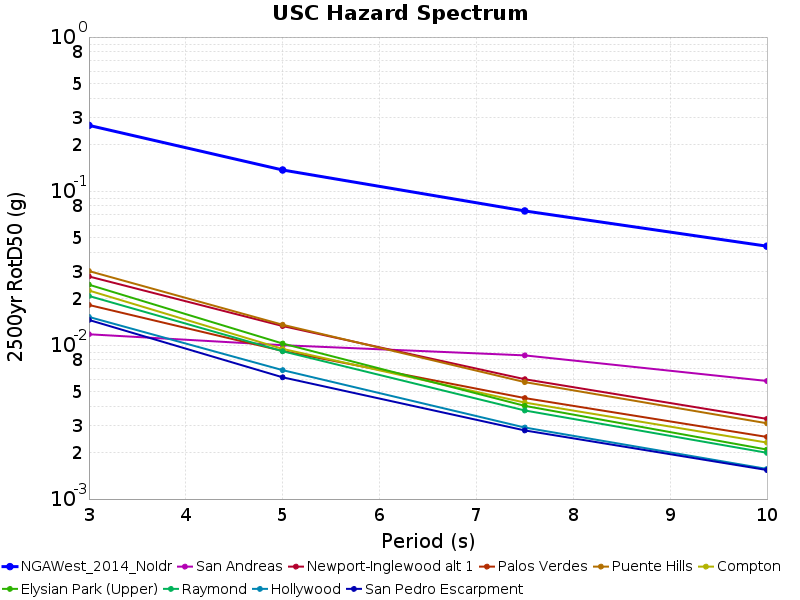 USC Hazard Spectrum
10^0
8
5
3
2
10^-1
8
5
3
2
10^-2
8
5
3
2
10^-3
2500yr RotD50 (g)
3 4 5 6 7 8 9 10
Period (s)
NGAWest_2014_NoIdr San Andreas Newport-Inglewood alt 1 Palos Verdes Puente Hills Compton
Elysian Park (Upper) Raymond Hollywood San Pedro Escarpment